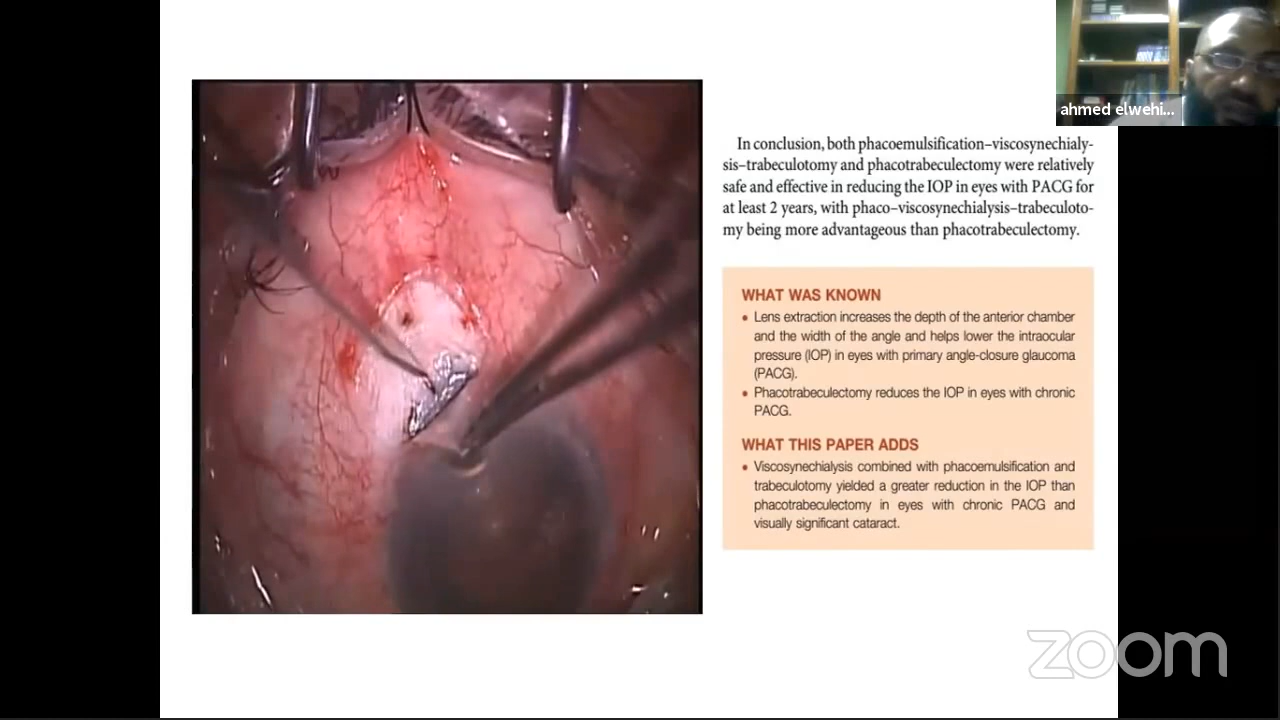 ahmed elwehi...
In conclusion, both phacoemulsification–viscosynechialy-
sis–trabeculotomy and phacotrabeculectomy were relatively
safe and effective in reducing the IOP in eyes with PACG for
at least 2 years, with phaco–viscosynechialysis–trabeculoto-
my being more advantageous than phacotrabeculectomy.
WHAT WAS KNOWN
• Lens extraction increases the depth of the anterior chamber
and the width of the angle and helps lower the intraocular
pressure (IOP) in eyes with primary angle-closure glaucoma
(PACG).
• Phacotrabeculectomy reduces the IOP in eyes with chronic
PACG.
WHAT THIS PAPER ADDS
• Viscosynechialysis combined with phacoemulsification and
trabeculotomy yielded a greater reduction in the IOP than
phacotrabeculectomy in eyes with chronic PACG and
visually significant cataract.
zoom